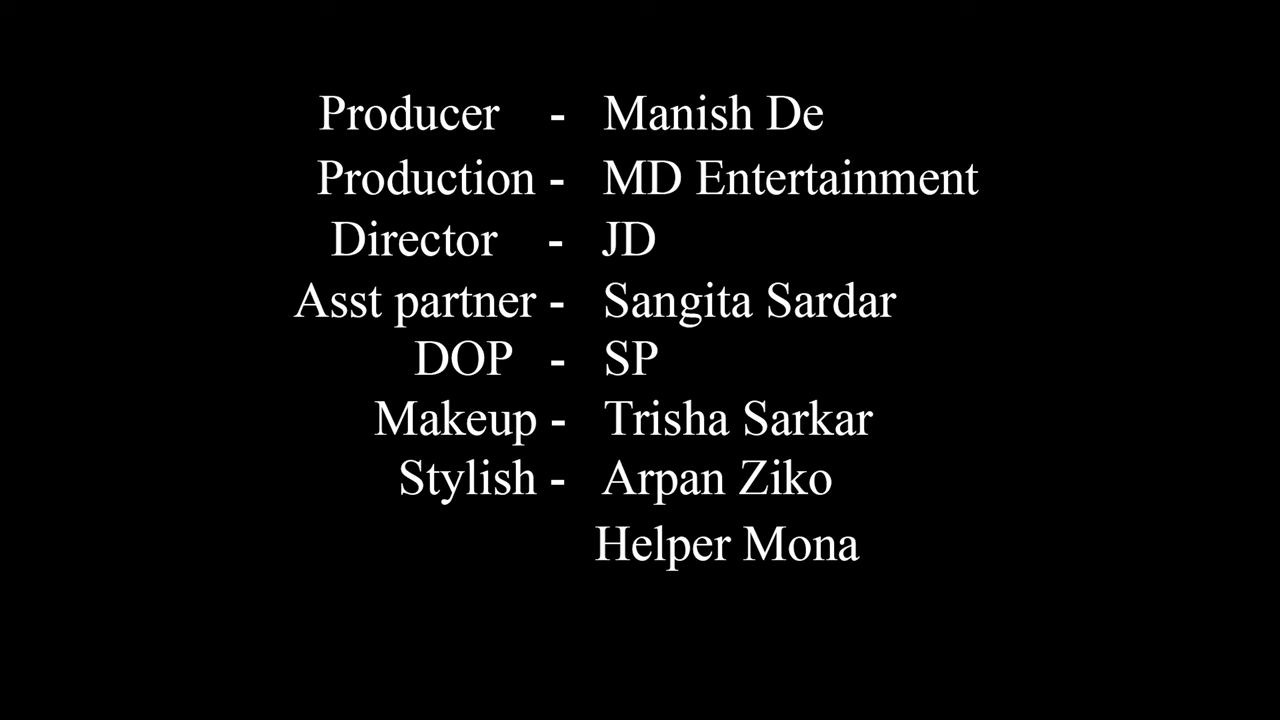 Producer - Manish De
Production - MD Entertainment
Director - JD
Asst partner - Sangita Sardar
DOP - SP
Makeup - Trisha Sarkar
Stylish - Arpan Ziko
Helper Mona